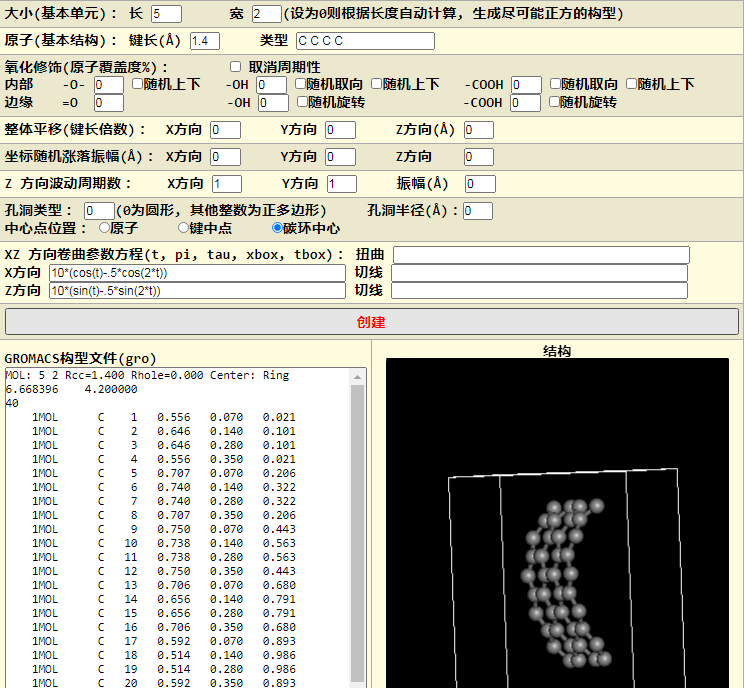 大小(基本单元): 长 5 宽 2 (设为0则根据长度自动计算, 生成尽可能正方的构型)
原子(基本结构): 键长(Å) 1.4 类型 C C C C
氧化修饰(原子覆盖度%): 取消周期性
内部 -O- 0 随机上下 -OH 0 随机取向 随机上下 -COOH 0 随机取向 随机上下
边缘 =O 0 -OH 0 随机旋转 -COOH 0 随机旋转
整体平移(键长倍数): X方向 0 Y方向 0 Z方向(Å) 0
坐标随机涨落振幅(Å): X方向 0 Y方向 0 Z方向 0
Z 方向波动周期数: X方向 1 Y方向 1 振幅(Å) 0
孔洞类型: 0 (0为圆形, 其他整数为正多边形) 孔洞半径(Å): 0
中心点位置: 原子 键中点 碳环中心
XZ 方向卷曲参数方程(t, pi, tau, xbox, tbox): 扭曲
X方向 10*(cos(t)-.5*cos(2*t)) 切线
Z方向 10*(sin(t)-.5*sin(2*t)) 切线
创建
GROMACS构型文件(gro)
MOL: 5 2 Rcc=1.400 Rhole=0.000 Center: Ring
6.668396 4.200000
40
1MOL C 1 0.556 0.070 0.021
1MOL C 2 0.646 0.140 0.101
1MOL C 3 0.646 0.280 0.101
1MOL C 4 0.556 0.350 0.021
1MOL C 5 0.707 0.070 0.206
1MOL C 6 0.740 0.140 0.322
1MOL C 7 0.740 0.280 0.322
1MOL C 8 0.707 0.350 0.206
1MOL C 9 0.750 0.070 0.443
1MOL C 10 0.738 0.140 0.563
1MOL C 11 0.738 0.280 0.563
1MOL C 12 0.750 0.350 0.443
1MOL C 13 0.706 0.070 0.680
1MOL C 14 0.656 0.140 0.791
1MOL C 15 0.656 0.280 0.791
1MOL C 16 0.706 0.350 0.680
1MOL C 17 0.592 0.070 0.893
1MOL C 18 0.514 0.140 0.986
1MOL C 19 0.514 0.280 0.986
1MOL C 20 0.592 0.350 0.893
结构